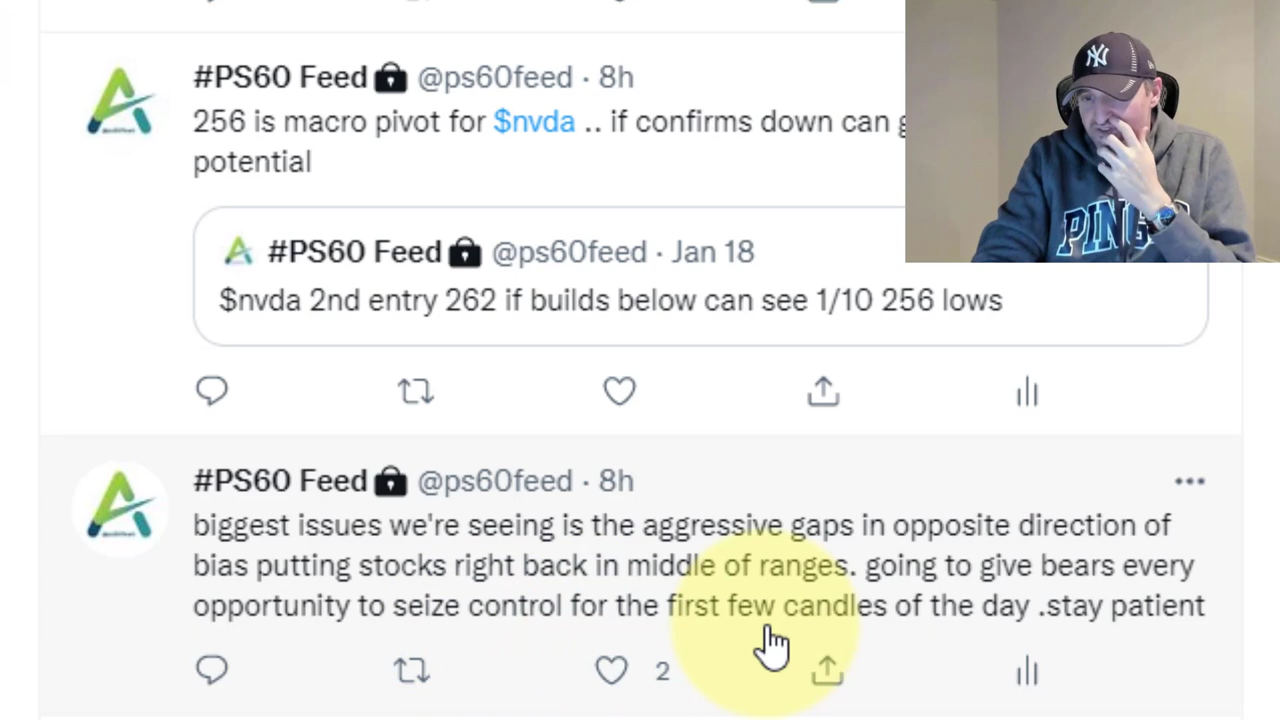 #PS60 Feed @ps60feed · 8h
256 is macro pivot for $nvda .. if confirms down can
potential
#PS60 Feed @ps60feed · Jan 18
$nvda 2nd entry 262 if builds below can see 1/10 256 lows
#PS60 Feed @ps60feed · 8h
biggest issues we're seeing is the aggressive gaps in opposite direction of
bias putting stocks right back in middle of ranges. going to give bears every
opportunity to seize control for the first few candles of the day .stay patient
2
NY